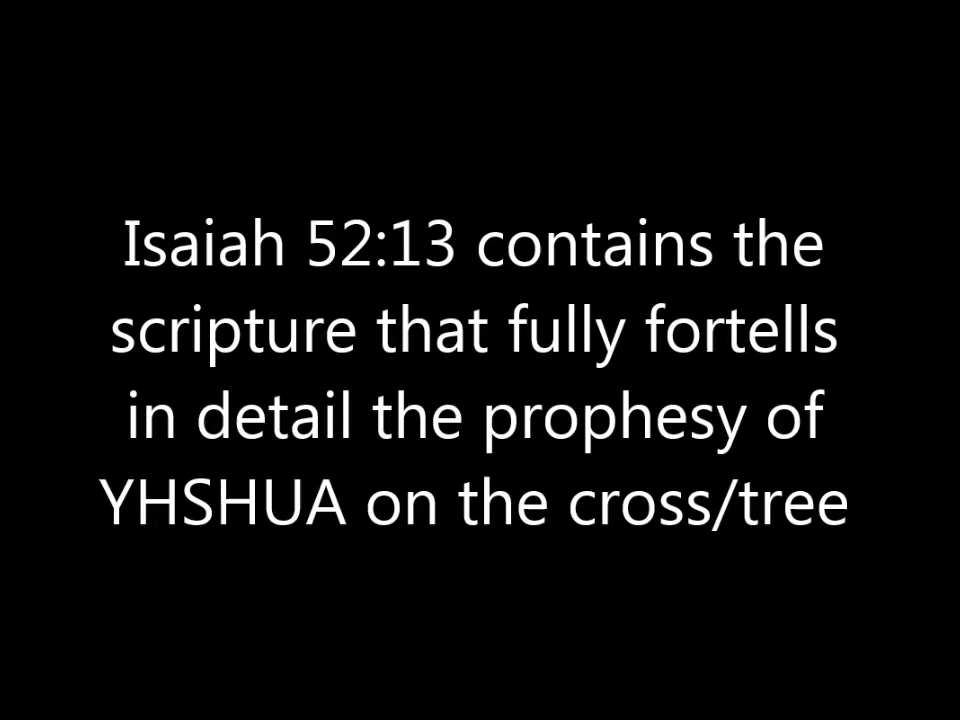 Isaiah 52:13 contains the
scripture that fully fortells
in detail the prophesy of
YHSHUA on the cross/tree